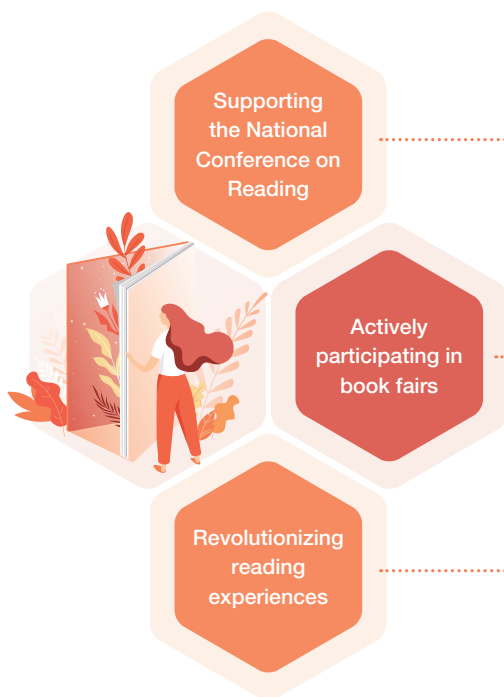 Supporting
the National
Conference on
Reading
Actively
participating in
book fairs
Revolutionizing
reading
experiences